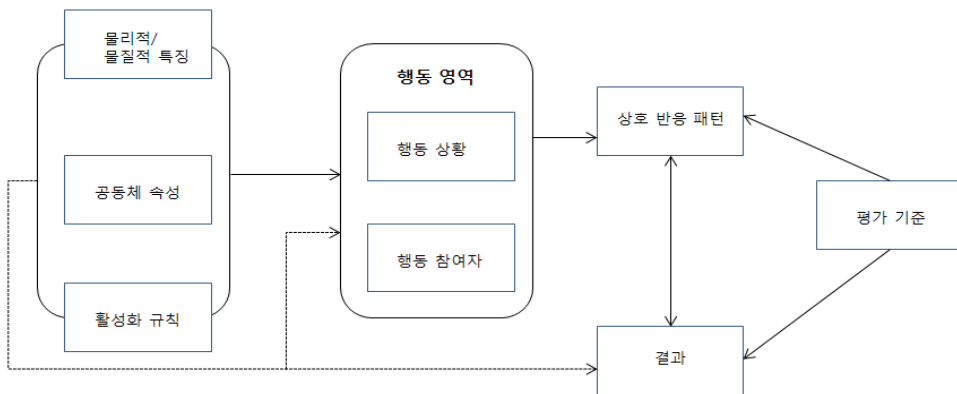 물리적/
물질적 특징
공동체 속성
활성화 규칙
행동 영역
행동 상황
행동 참여자
상호 반응 패턴
결과
평가 기준